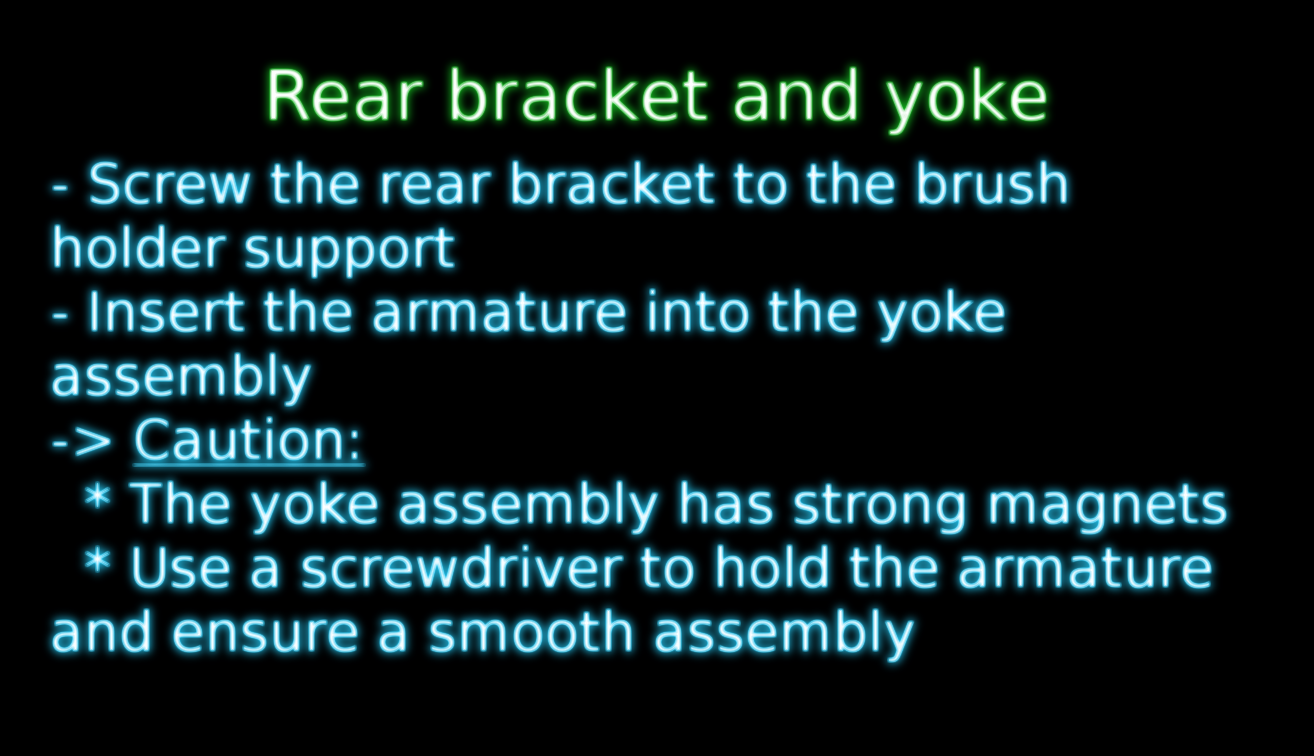 Rear bracket and yoke
- Screw the rear bracket to the brush
holder support
- Insert the armature into the yoke
assembly
-> Caution:
* The yoke assembly has strong magnets
* Use a screwdriver to hold the armature
and ensure a smooth assembly